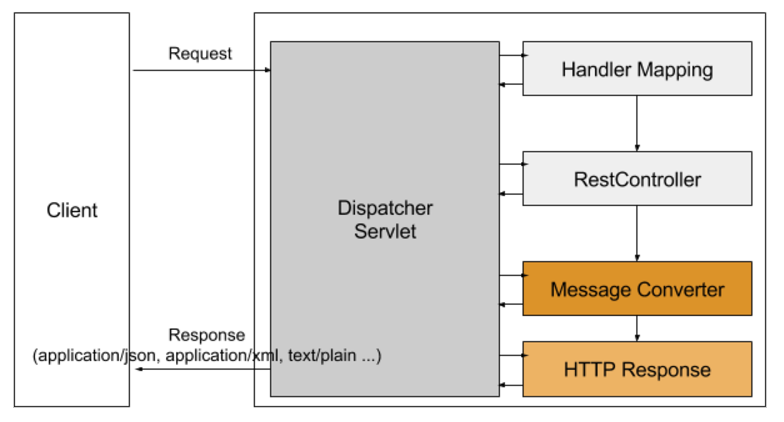 Request
Handler Mapping
RestController
Client
Dispatcher
Servlet
Message Converter
Response
(application/json, application/xml, text/plain ...)
HTTP Response